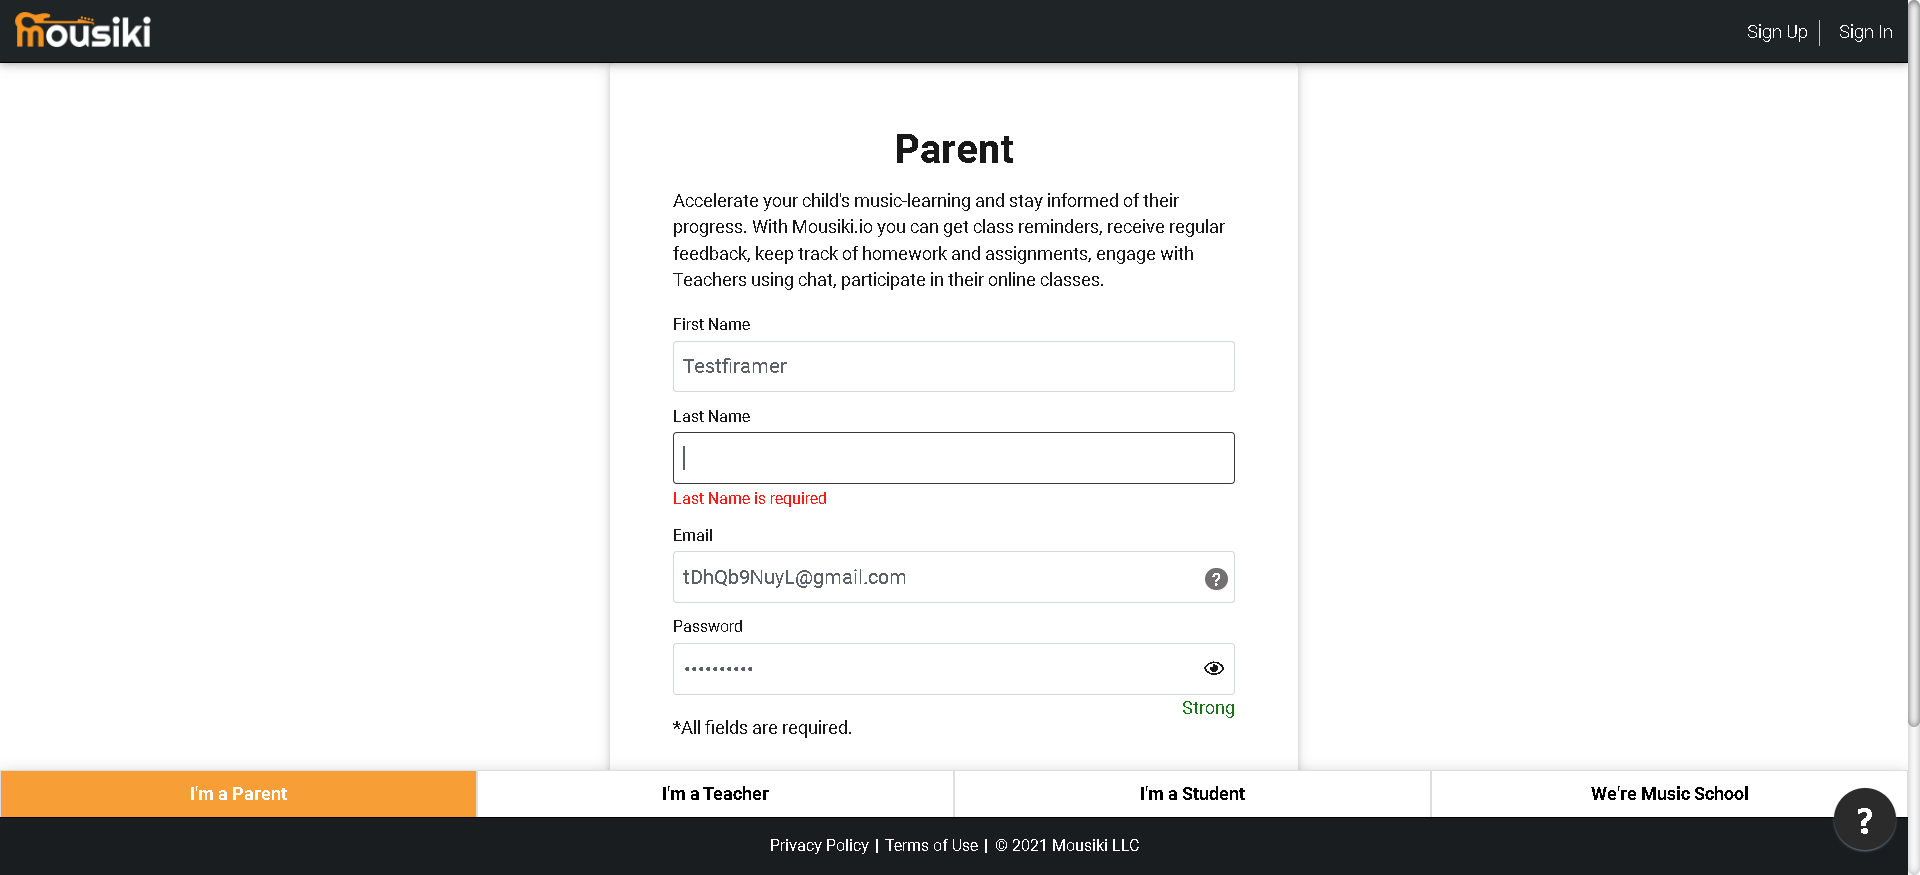 mousiki
Sign Up
Sign In
Parent
Accelerate your child's music-learning and stay informed of their
progress. With Mousiki.io you can get class reminders, receive regular
feedback, keep track of homework and assignments, engage with
Teachers using chat, participate in their online classes.
First Name
Testfiramer
Last Name
Last Name is required
Email
tDhQb9NuyL@gmail.com
?
Password
••••••••••
Strong
*All fields are required.
I'm a Parent
I'm a Teacher
I'm a Student
We're Music School
?
Privacy Policy | Terms of Use | © 2021 Mousiki LLC